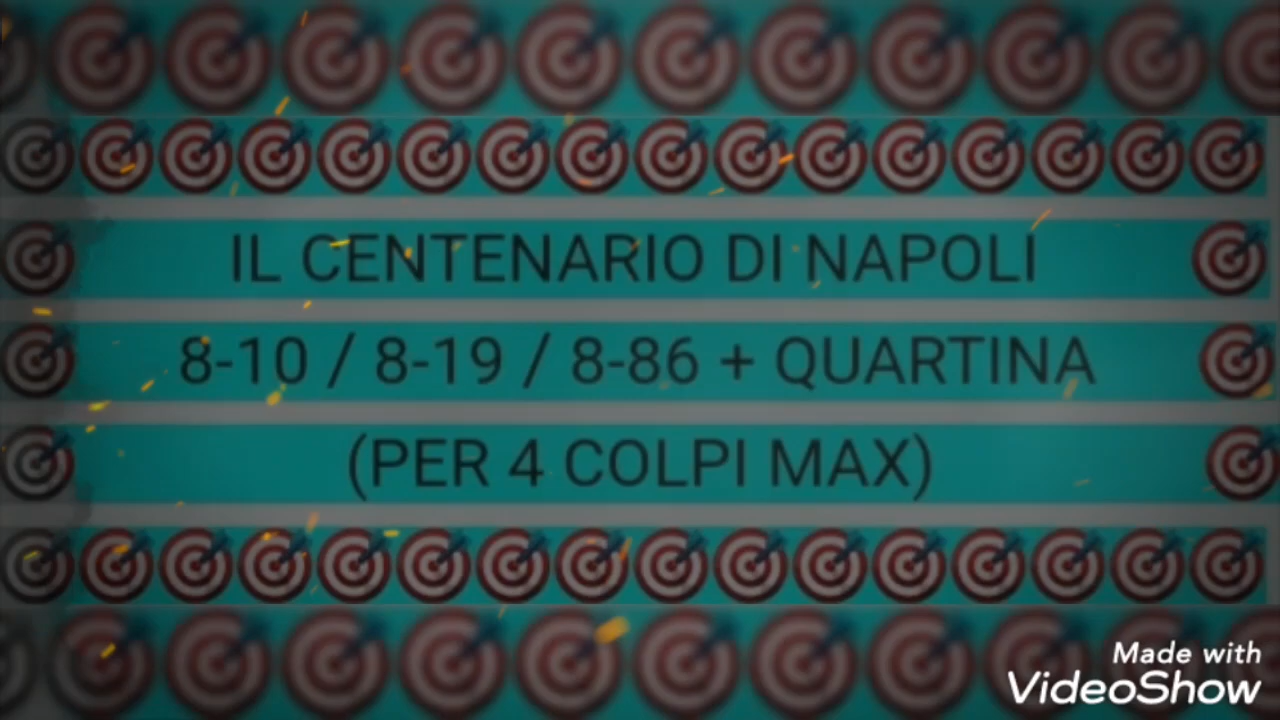 IL CENTENARIO DI NAPOLI
8-10 / 8-19 / 8-86 + QUARTINA
(PER 4 COLPI MAX)
Made with
VideoShow